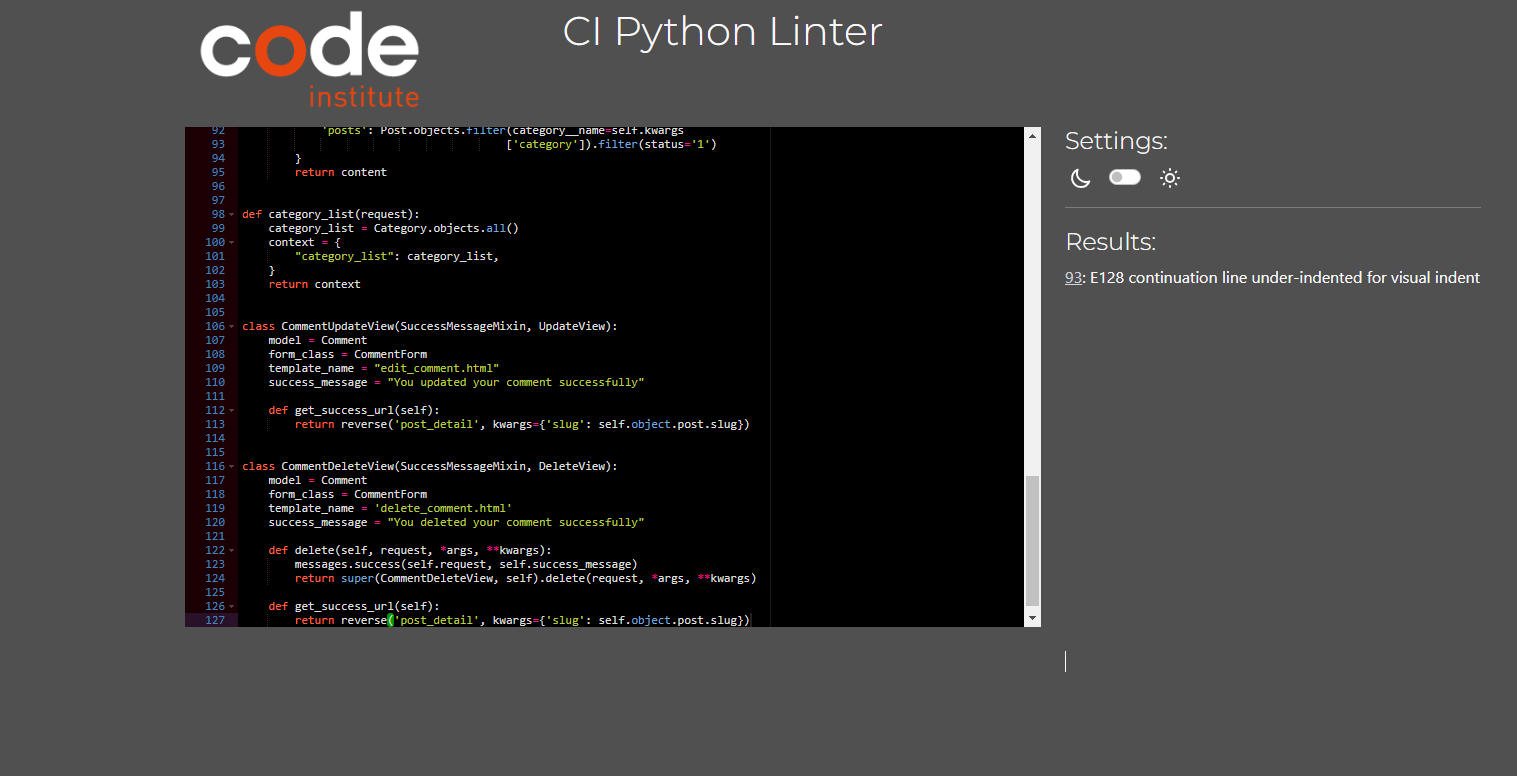 code
institute
CI Python Linter
92 'posts': Post.objects.filter(category__name=self.kwargs
93 ['category']).filter(status='1')
94 }
95 return content
96
97
98 def category_list(request):
99 category_list = Category.objects.all()
100 context = {
101 "category_list": category_list,
102 }
103 return context
104
105
106 class CommentUpdateView(SuccessMessageMixin, UpdateView):
107 model = Comment
108 form_class = CommentForm
109 template_name = "edit_comment.html"
110 success_message = "You updated your comment successfully"
111
112 def get_success_url(self):
113 return reverse('post_detail', kwargs={'slug': self.object.post.slug})
114
115
116 class CommentDeleteView(SuccessMessageMixin, DeleteView):
117 model = Comment
118 form_class = CommentForm
119 template_name = 'delete_comment.html'
120 success_message = "You deleted your comment successfully"
121
122 def delete(self, request, *args, **kwargs):
123 messages.success(self.request, self.success_message)
124 return super(CommentDeleteView, self).delete(request, *args, **kwargs)
125
126 def get_success_url(self):
127 return reverse('post_detail', kwargs={'slug': self.object.post.slug})
Settings:
Results:
93: E128 continuation line under-indented for visual indent